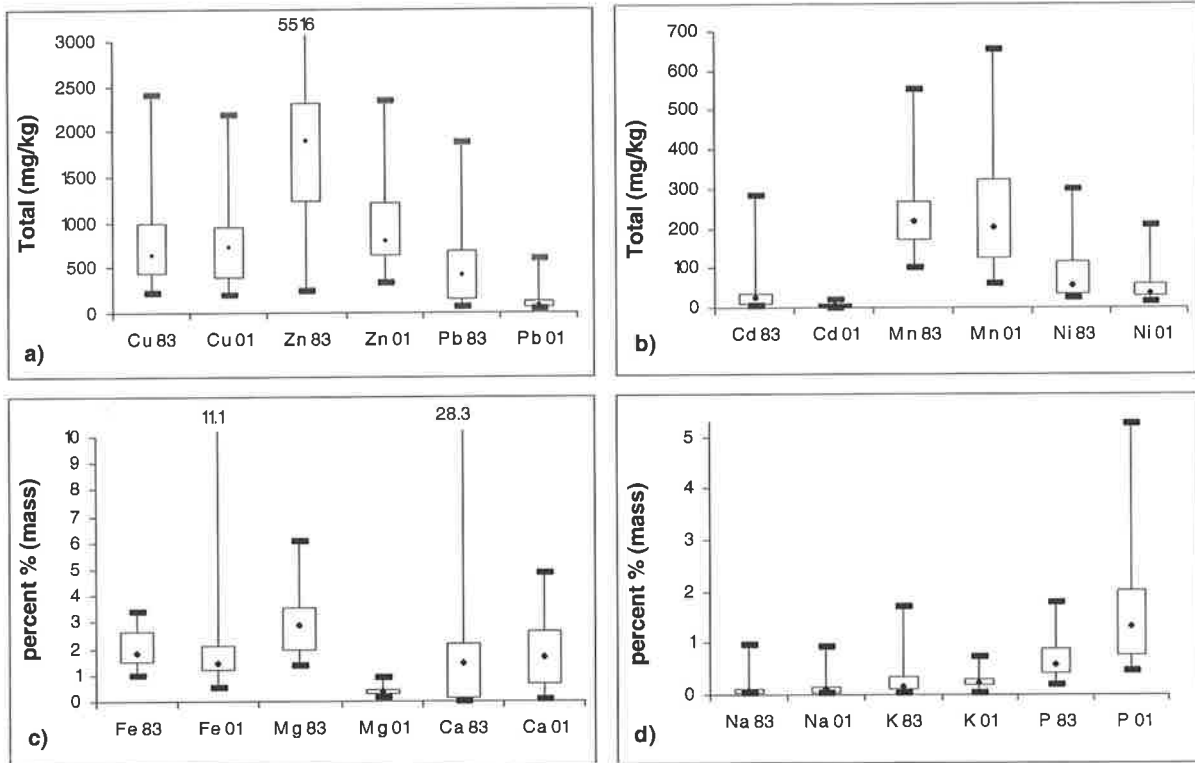 5516
3000
2500
2000
1500
1000
500
0
Total (mg/kg)
Cu 83 Cu 01 Zn 83 Zn 01 Pb 83 Pb 01
a)
700
600
500
400
300
200
100
0
Total (mg/kg)
Cd 83 Cd 01 Mn 83 Mn 01 Ni 83 Ni 01
b)
11.1 28.3
10
9
8
7
6
5
4
3
2
1
0
percent % (mass)
Fe 83 Fe 01 Mg 83 Mg 01 Ca 83 Ca 01
c)
5
4
3
2
1
0
percent % (mass)
Na 83 Na 01 K 83 K 01 P 83 P 01
d)